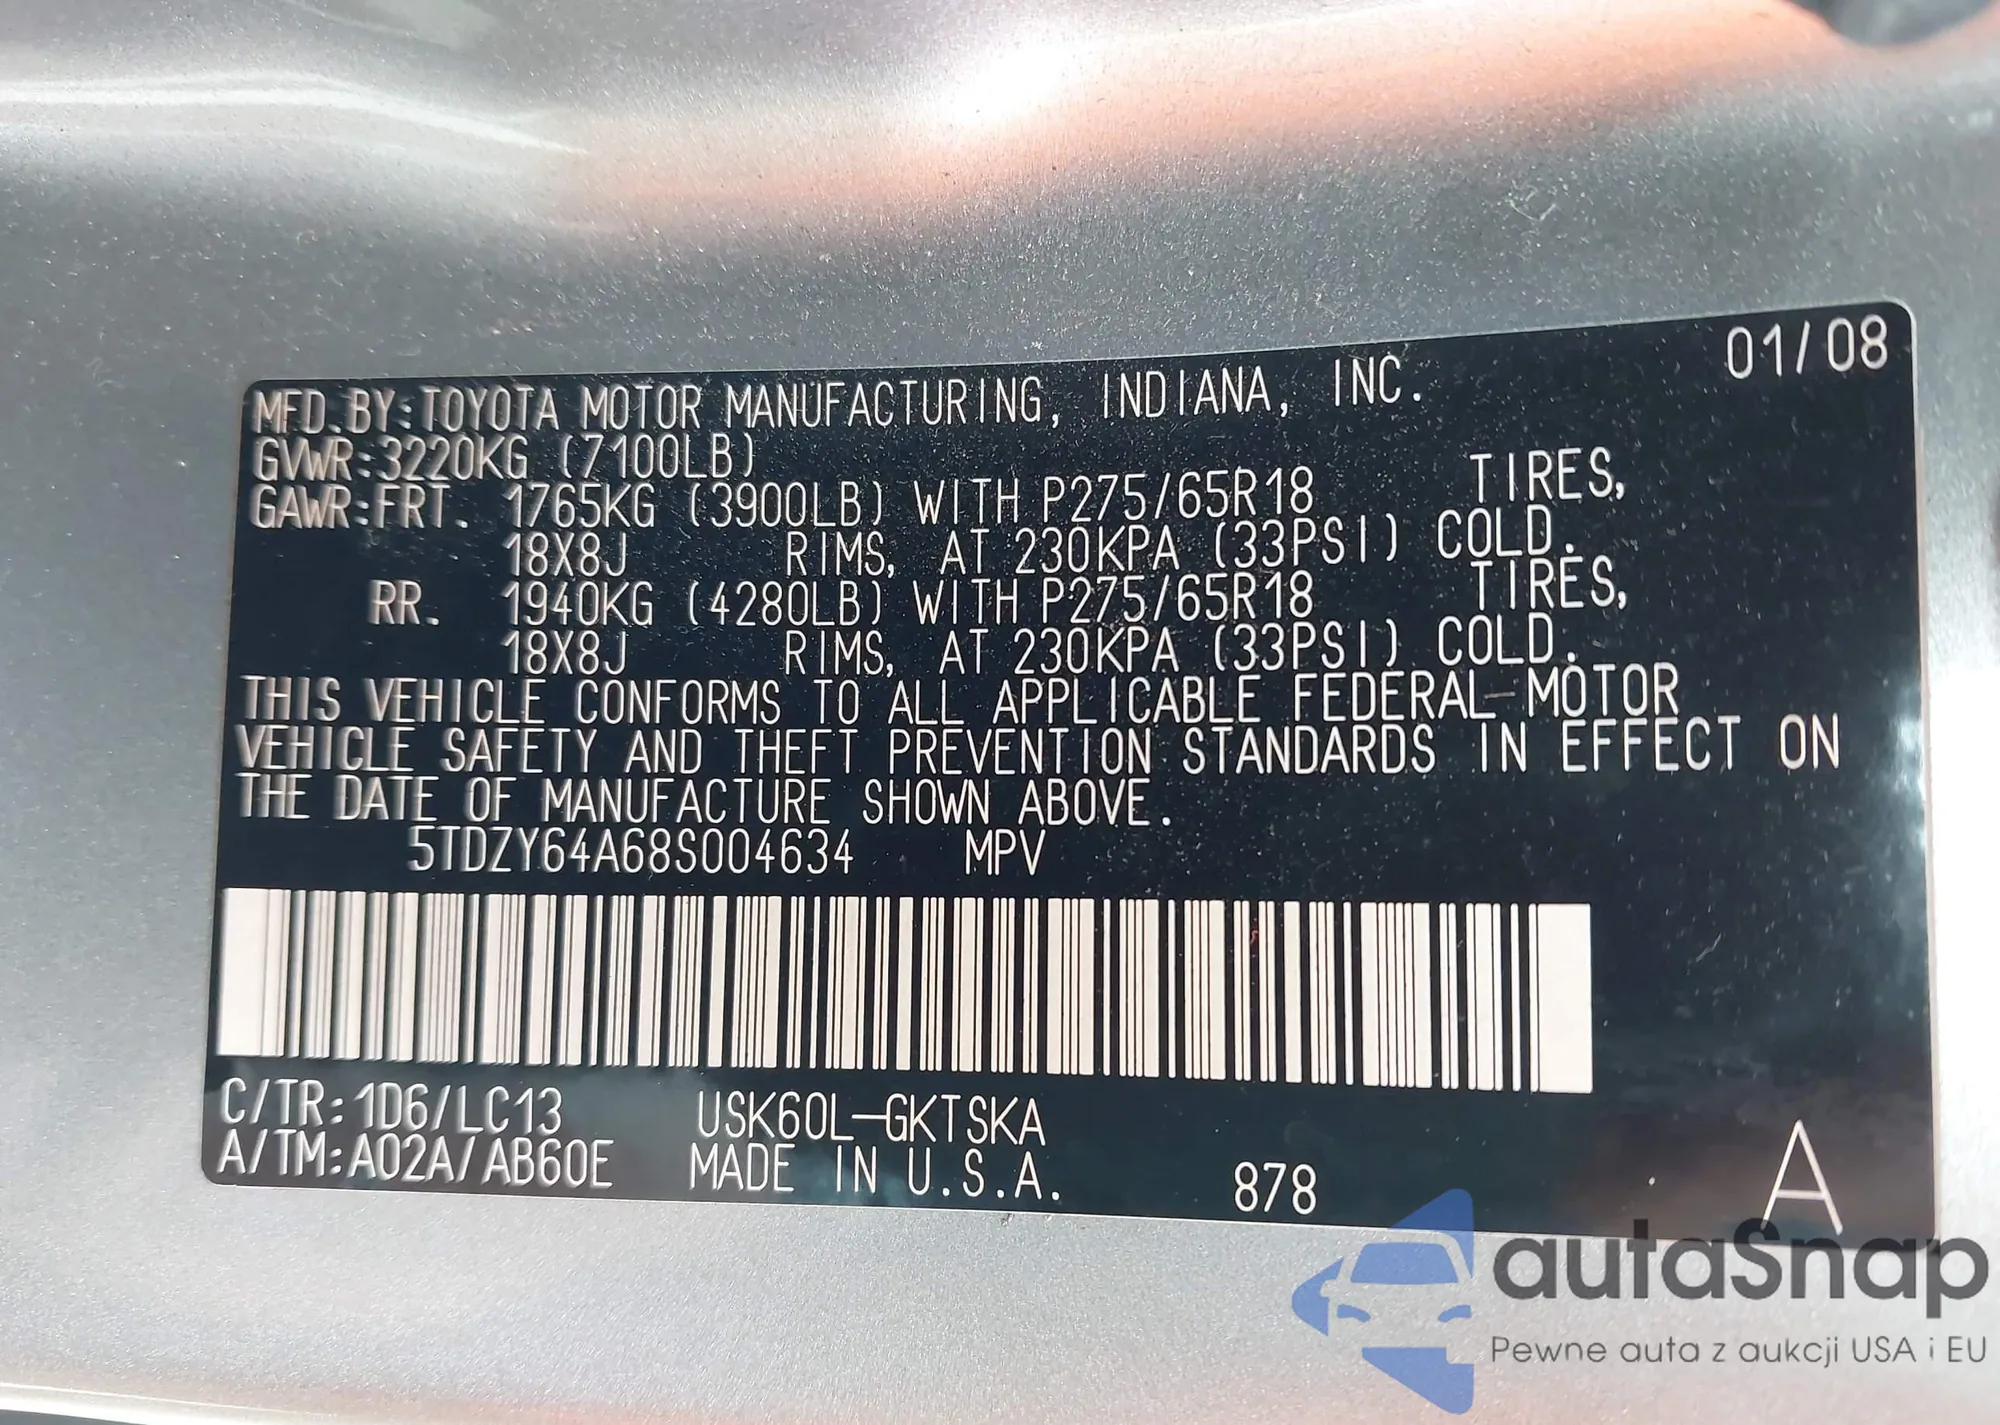 01/08
MFD.BY:TOYOTA MOTOR MANUFACTURING, INDIANA, INC.
GVWR:3220KG (7100LB)
GAWR:FRT. 1765KG (3900LB) WITH P275/65R18 TIRES,
18X8J RIMS, AT 230KPA (33PSI) COLD.
RR. 1940KG (4280LB) WITH P275/65R18 TIRES,
18X8J RIMS, AT 230KPA (33PSI) COLD.
THIS VEHICLE CONFORMS TO ALL APPLICABLE FEDERAL MOTOR
VEHICLE SAFETY AND THEFT PREVENTION STANDARDS IN EFFECT ON
THE DATE OF MANUFACTURE SHOWN ABOVE.
5TDZY64A68S004634 MPV
C/TR:1D6/LC13 USK60L-GKTSKA
A/TM:A02A/AB60E MADE IN U.S.A. 878 A
autoSnap
Pewne auta z aukcji USA i EU